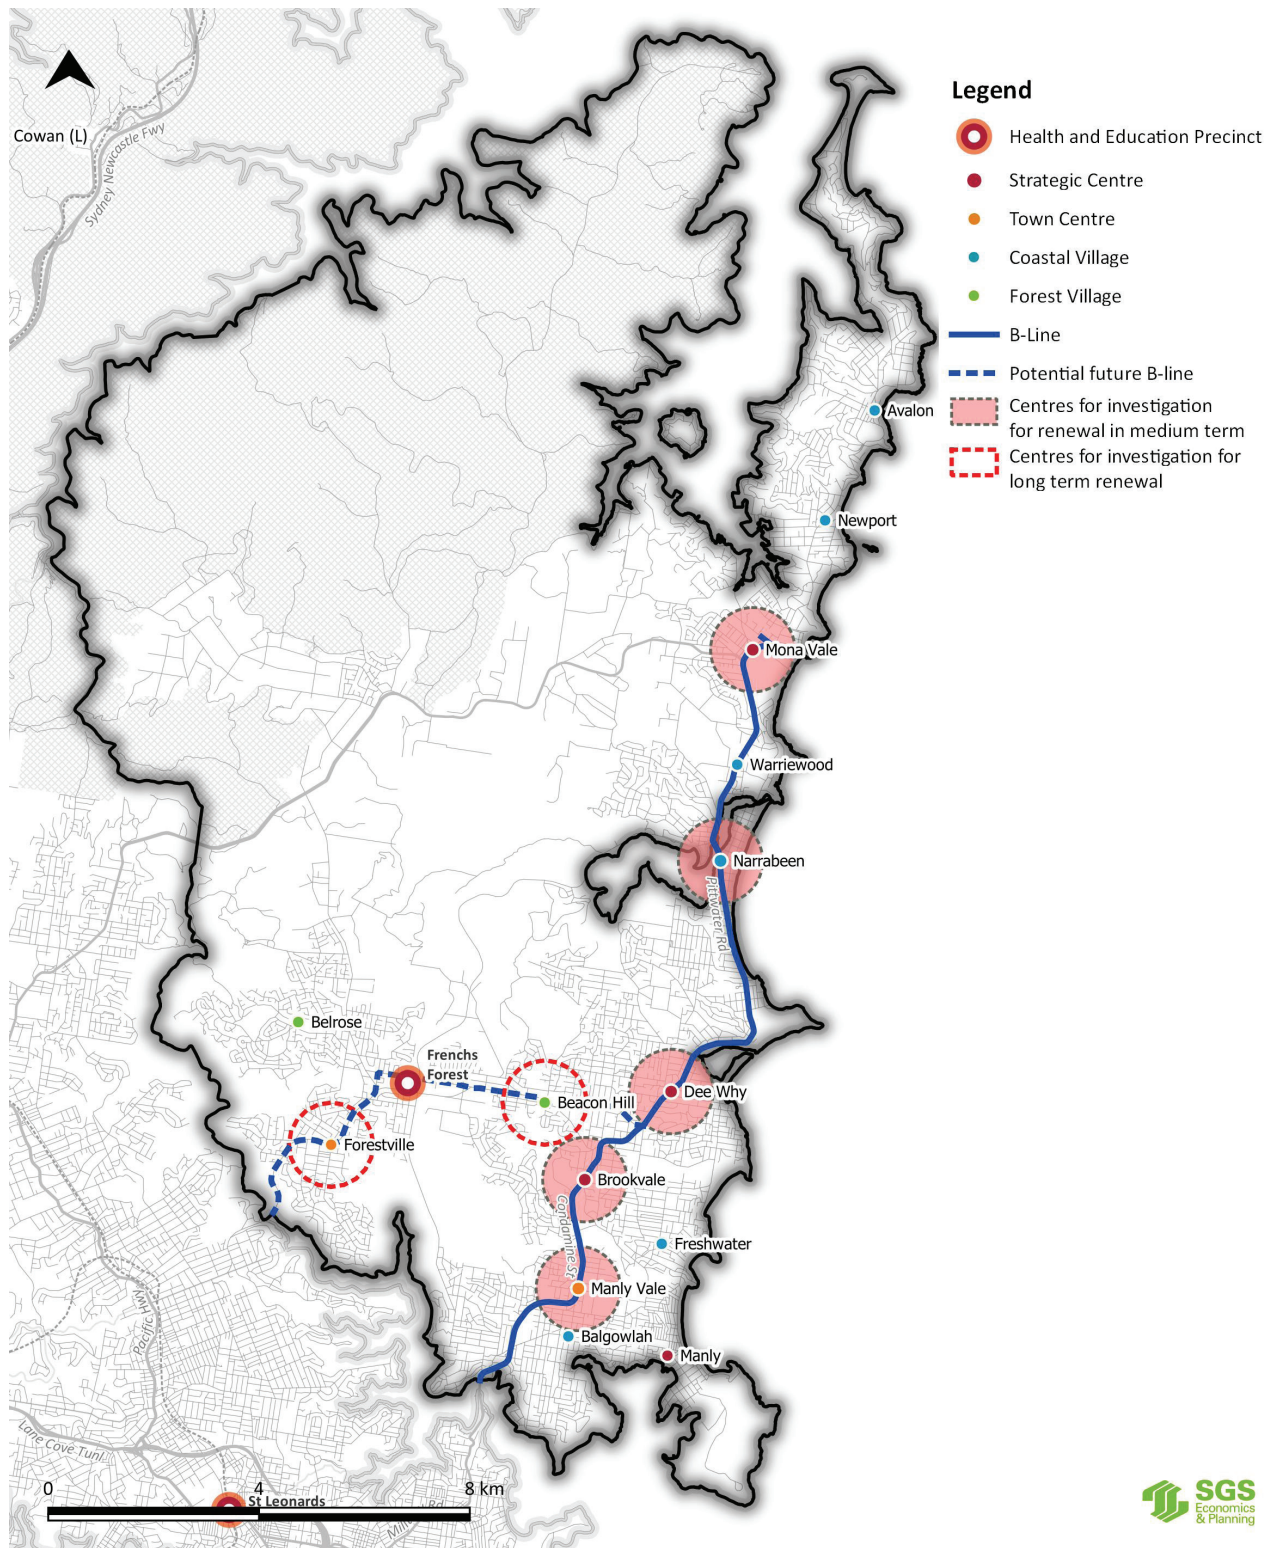 Legend
Health and Education Precinct
Strategic Centre
Town Centre
Coastal Village
Forest Village
B-Line
Potential future B-line
Centres for investigation
for renewal in medium term
Centres for investigation for
long term renewal
Cowan (L)
Sydney Newcastle Fwy
Avalon
Newport
Mona Vale
Warriewood
Narrabeen
Pittwater Rd
Belrose
Frenchs
Forest
Beacon Hill
Dee Why
Forestville
Brookvale
Condamine St
Freshwater
Manly Vale
Balgowlah
Manly
Pacific Hwy
Lane Cove Tunl
0 4 8 km
St Leonards
Rd
SGS
Economics
& Planning